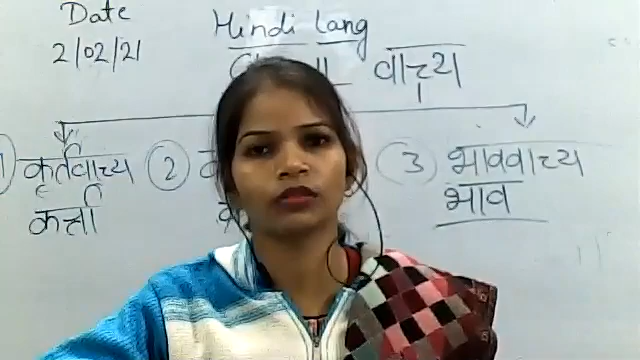 Date
2/02/21
Hindi Lang
वाच्य
1 कर्तृवाच्य 2 3 भाववाच्य
कर्त्ता भाव